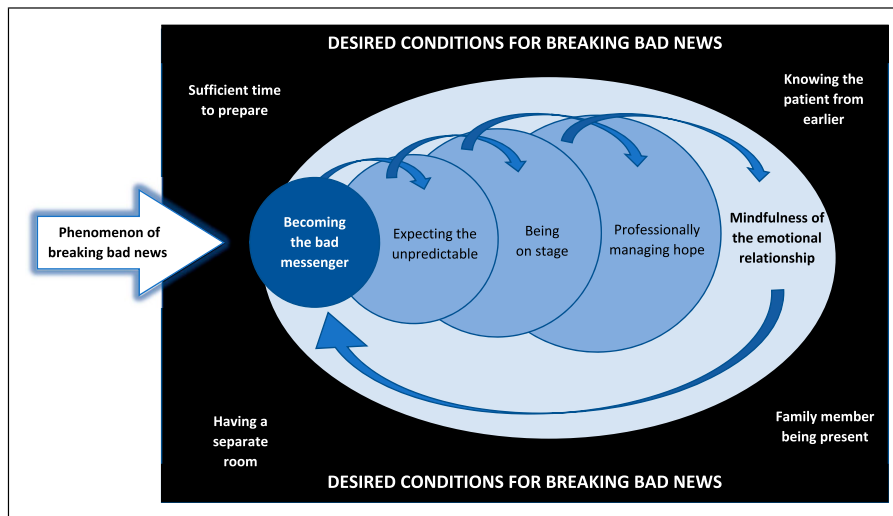 DESIRED CONDITIONS FOR BREAKING BAD NEWS
Sufficient time
to prepare
Knowing the
patient from
earlier
Phenomenon of
breaking bad news
Becoming
the bad
messenger
Expecting the
unpredictable
Being
on stage
Professionally
managing hope
Mindfulness of
the emotional
relationship
Having a
separate
room
Family member
being present
DESIRED CONDITIONS FOR BREAKING BAD NEWS